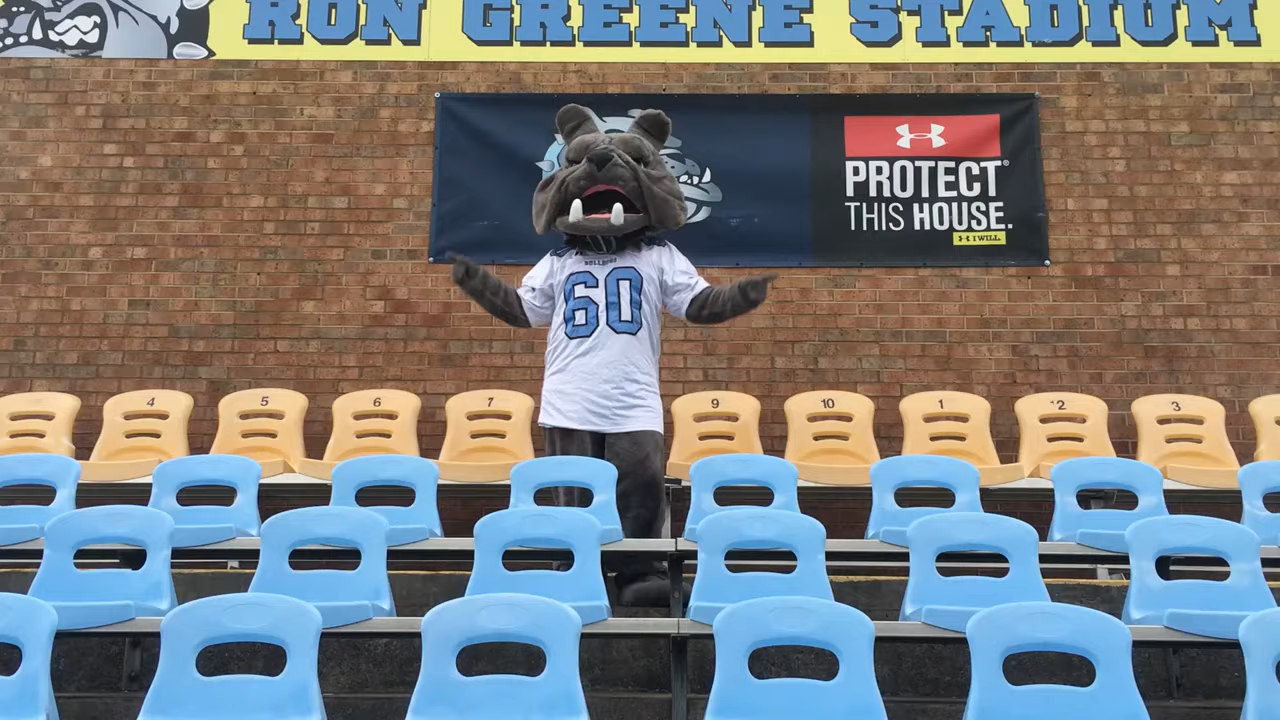 RON GREENE STADIUM
PROTECT
THIS HOUSE.
I WILL.
BULLDOGS
60
4 5 6 7 9 10 1 2 3